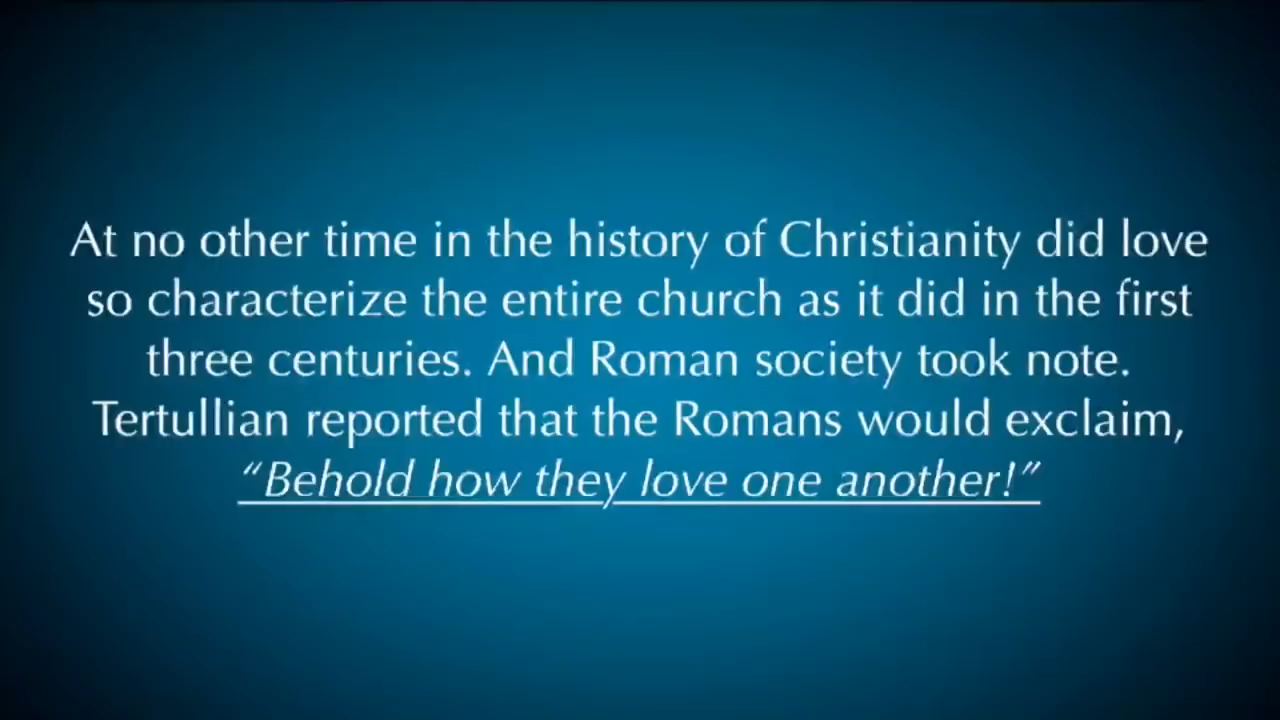 At no other time in the history of Christianity did love
so characterize the entire church as it did in the first
three centuries. And Roman society took note.
Tertullian reported that the Romans would exclaim,
“Behold how they love one another!”